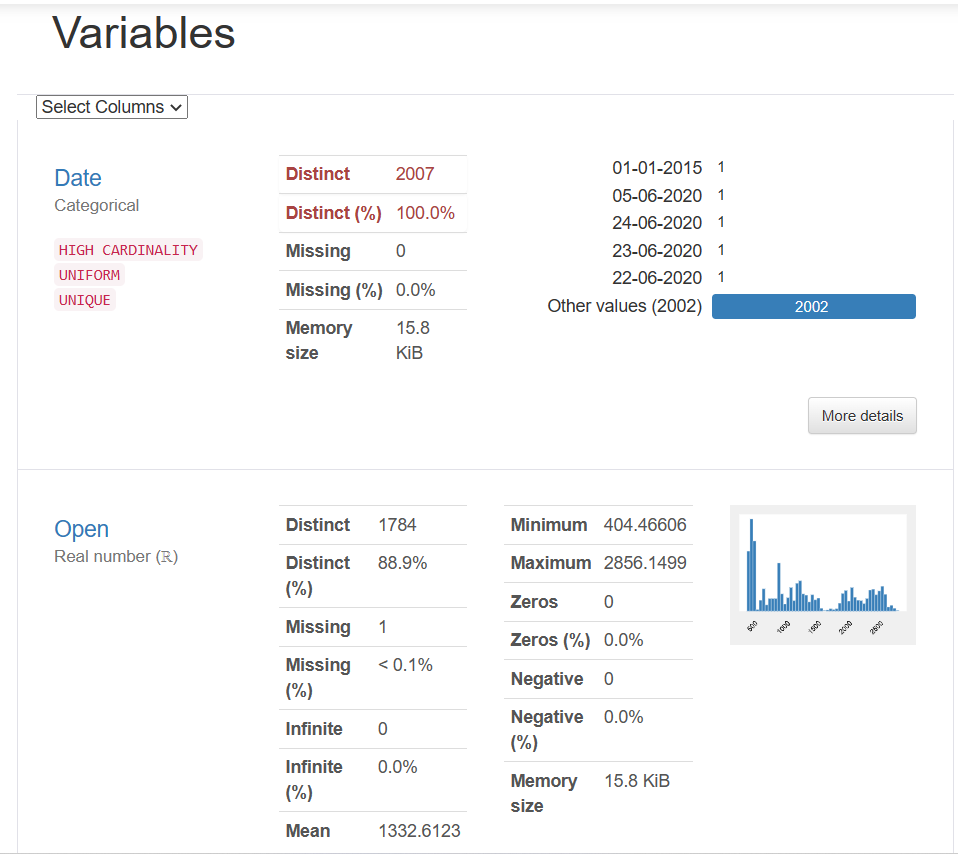 Variables
Select Columns
Date
Categorical
HIGH CARDINALITY
UNIFORM
UNIQUE
Distinct 2007
Distinct (%) 100.0%
Missing 0
Missing (%) 0.0%
Memory 15.8
size KiB
01-01-2015 1
05-06-2020 1
24-06-2020 1
23-06-2020 1
22-06-2020 1
Other values (2002) 2002
More details
Open
Real number (ℝ)
Distinct 1784
Distinct 88.9%
(%)
Missing 1
Missing < 0.1%
(%)
Infinite 0
Infinite 0.0%
(%)
Mean 1332.6123
Minimum 404.46606
Maximum 2856.1499
Zeros 0
Zeros (%) 0.0%
Negative 0
Negative 0.0%
(%)
Memory 15.8 KiB
size
500 1000 1500 2000 2500